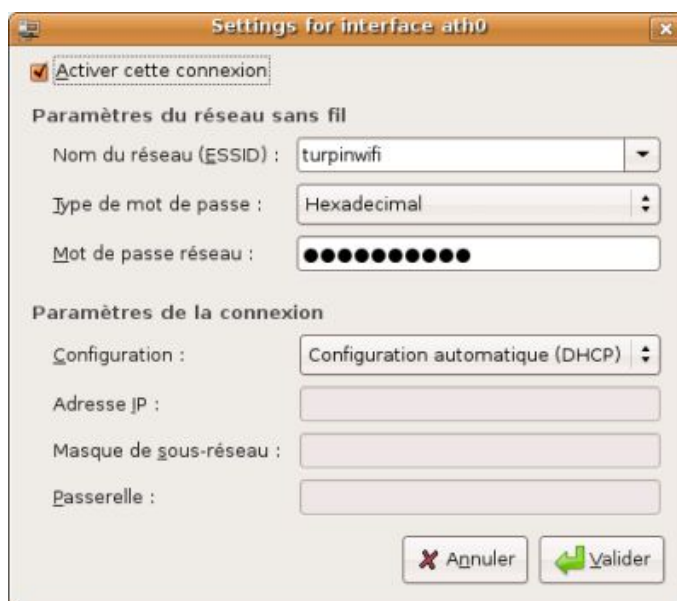 Settings for interface ath0
Activer cette connexion
Paramètres du réseau sans fil
Nom du réseau (ESSID) : turpinwifi
Type de mot de passe : Hexadecimal
Mot de passe réseau : ●●●●●●●●●●
Paramètres de la connexion
Configuration : Configuration automatique (DHCP)
Adresse IP :
Masque de sous-réseau :
Passerelle :
Annuler Valider